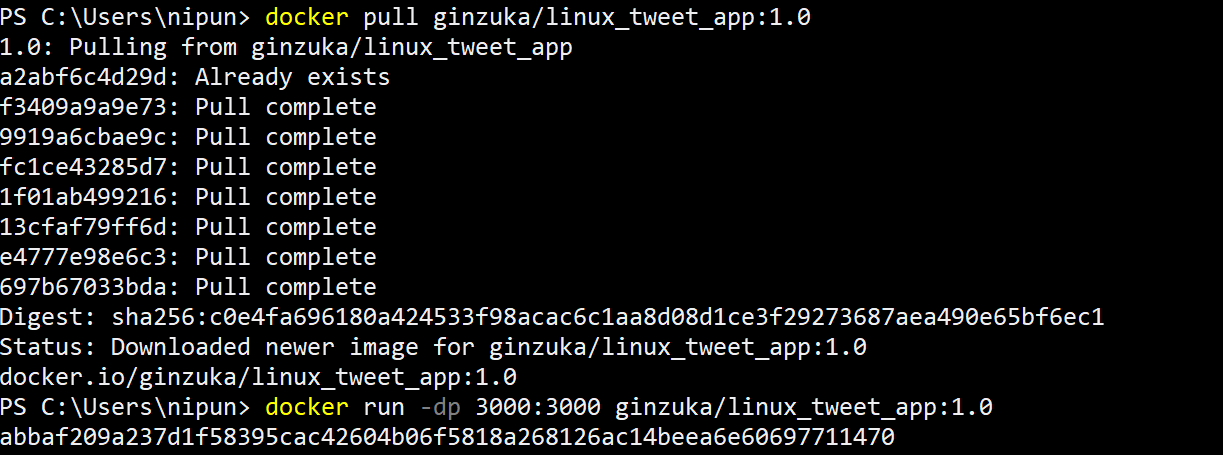 PS C:\Users\nipun> docker pull ginzuka/linux_tweet_app:1.0
1.0: Pulling from ginzuka/linux_tweet_app
a2abf6c4d29d: Already exists
f3409a9a9e73: Pull complete
9919a6cbae9c: Pull complete
fc1ce43285d7: Pull complete
1f01ab499216: Pull complete
13cfaf79ff6d: Pull complete
e4777e98e6c3: Pull complete
697b67033bda: Pull complete
Digest: sha256:c0e4fa696180a424533f98acac6c1aa8d08d1ce3f29273687aea490e65bf6ec1
Status: Downloaded newer image for ginzuka/linux_tweet_app:1.0
docker.io/ginzuka/linux_tweet_app:1.0
PS C:\Users\nipun> docker run -dp 3000:3000 ginzuka/linux_tweet_app:1.0
abbaf209a237d1f58395cac42604b06f5818a268126ac14beea6e60697711470